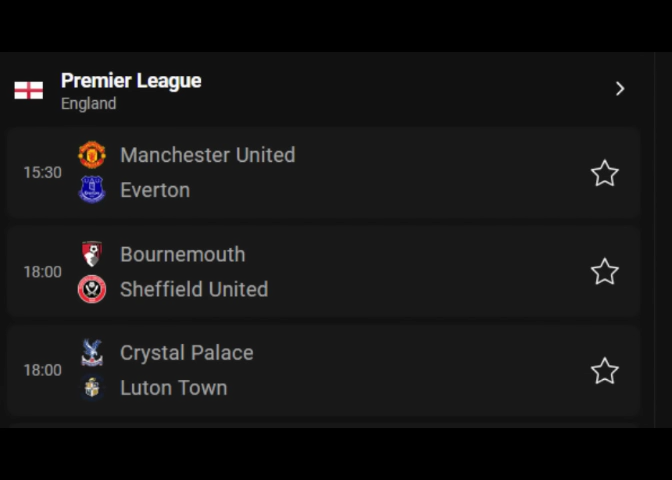 Premier League
England
15:30
Manchester United
Everton
18:00
Bournemouth
Sheffield United
18:00
Crystal Palace
Luton Town